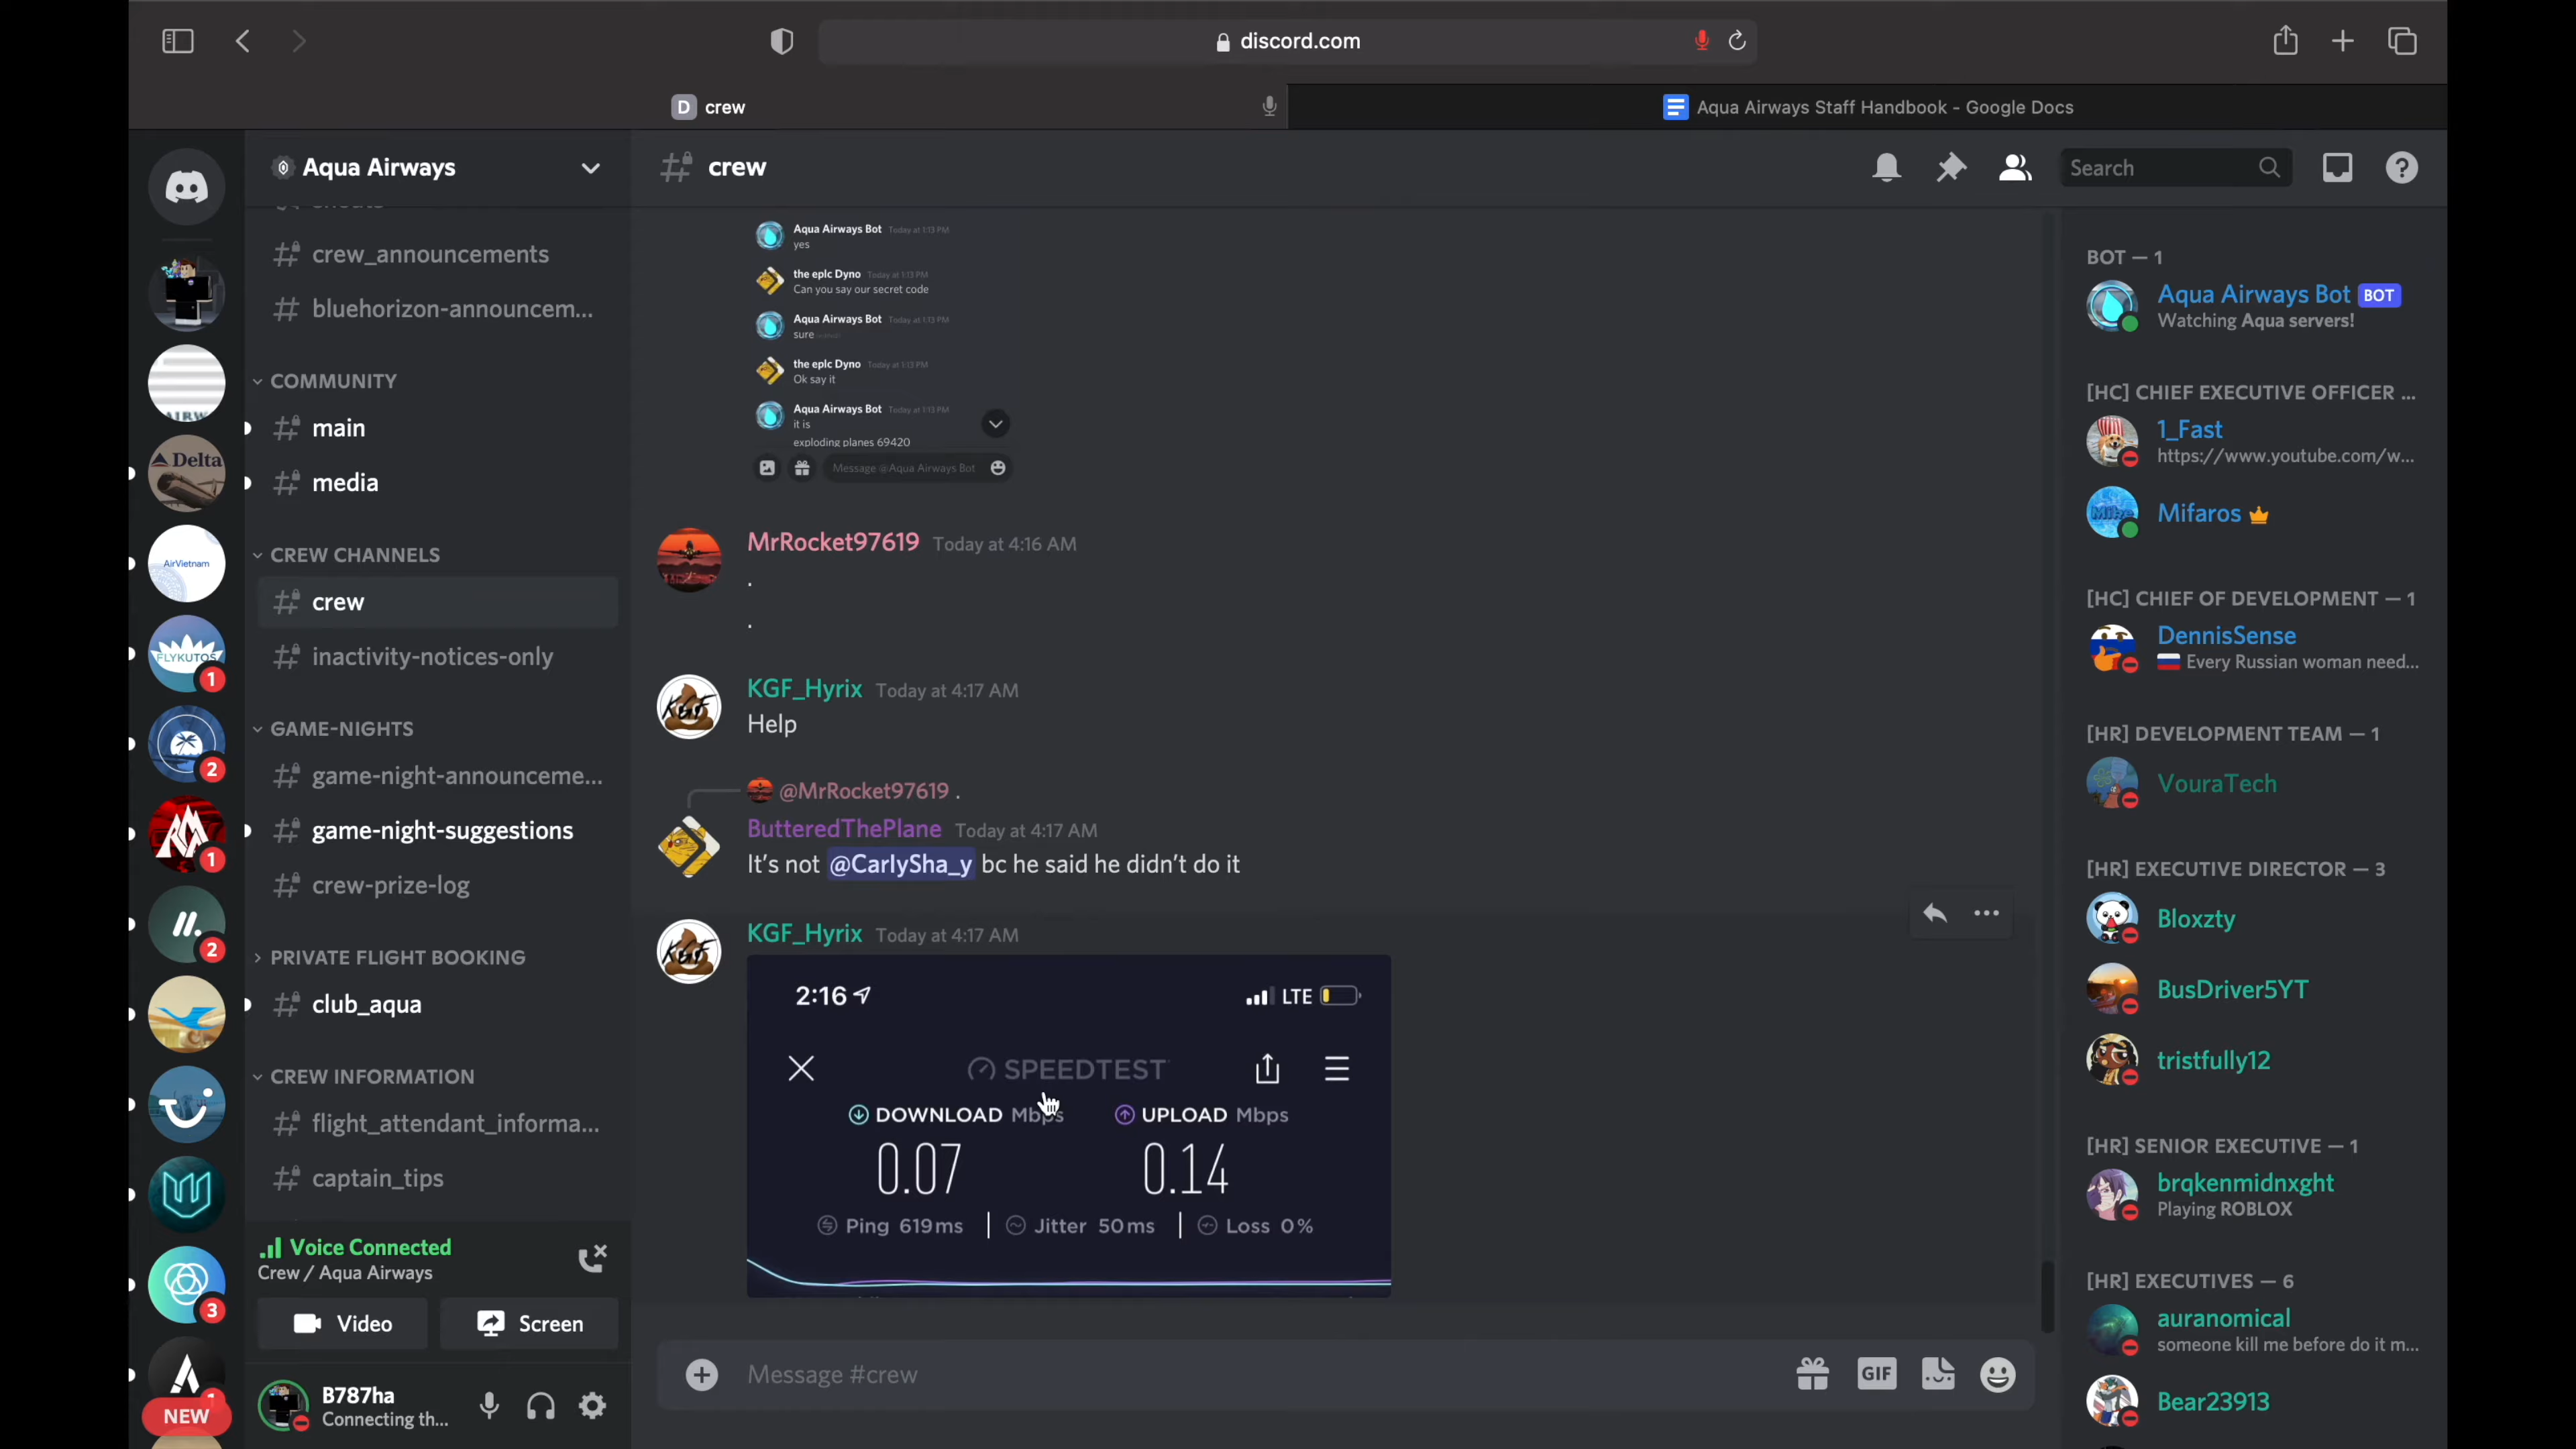 discord.com
D crew
Aqua Airways Staff Handbook - Google Docs
Aqua Airways
crew_announcements
bluehorizon-announcem...
COMMUNITY
main
media
CREW CHANNELS
crew
inactivity-notices-only
GAME-NIGHTS
game-night-announceme...
game-night-suggestions
crew-prize-log
PRIVATE FLIGHT BOOKING
club_aqua
CREW INFORMATION
flight_attendant_informa...
captain_tips
Voice Connected
Crew / Aqua Airways
Video
Screen
B787ha
Connecting th...
Delta
AirVietnam
FLYKUTOS
1
2
1
2
3
NEW
crew
Search
Aqua Airways Bot Today at 1:13 PM
yes
the epIc Dyno Today at 1:13 PM
Can you say our secret code
Aqua Airways Bot Today at 1:13 PM
sure
the epIc Dyno Today at 1:13 PM
Ok say it
Aqua Airways Bot Today at 1:13 PM
it is
exploding planes 69420
Message @Aqua Airways Bot
MrRocket97619 Today at 4:16 AM
.
.
KGF_Hyrix Today at 4:17 AM
Help
@MrRocket97619 .
ButteredThePlane Today at 4:17 AM
It's not @CarlySha_y bc he said he didn't do it
KGF_Hyrix Today at 4:17 AM
2:16
LTE
SPEEDTEST
DOWNLOAD Mbps UPLOAD Mbps
0.07 0.14
Ping 619ms Jitter 50ms Loss 0%
Message #crew
GIF
BOT — 1
Aqua Airways Bot BOT
Watching Aqua servers!
[HC] CHIEF EXECUTIVE OFFICER ...
1_Fast
https://www.youtube.com/w...
Mifaros
[HC] CHIEF OF DEVELOPMENT — 1
DennisSense
Every Russian woman need...
[HR] DEVELOPMENT TEAM — 1
VouraTech
[HR] EXECUTIVE DIRECTOR — 3
Bloxzty
BusDriver5YT
tristfully12
[HR] SENIOR EXECUTIVE — 1
brqkenmidnxght
Playing ROBLOX
[HR] EXECUTIVES — 6
auranomical
someone kill me before do it m...
Bear23913